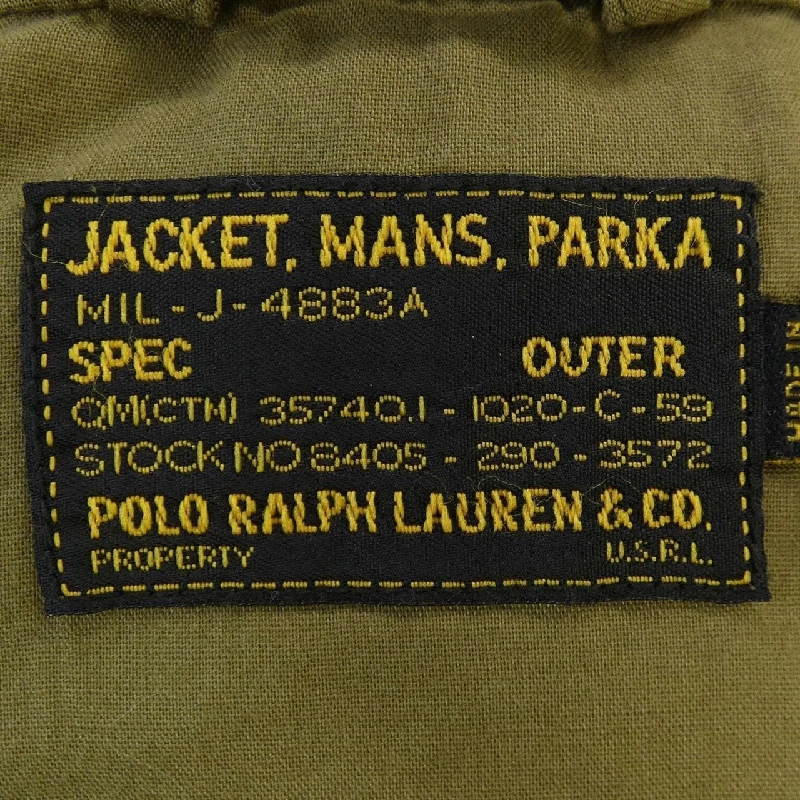 JACKET, MANS, PARKA
MIL-J-4883A
SPEC OUTER
QM(CTM) 35740.1-1020-C-59
STOCK NO 8405-290-3572
POLO RALPH LAUREN & CO.
PROPERTY U.S.R.L.
MADE IN